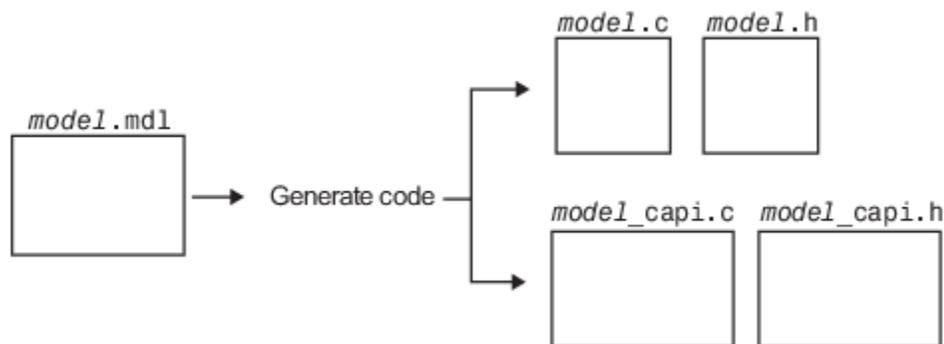 model.c
model.h
model.mdl
Generate code
model_capi.c
model_capi.h